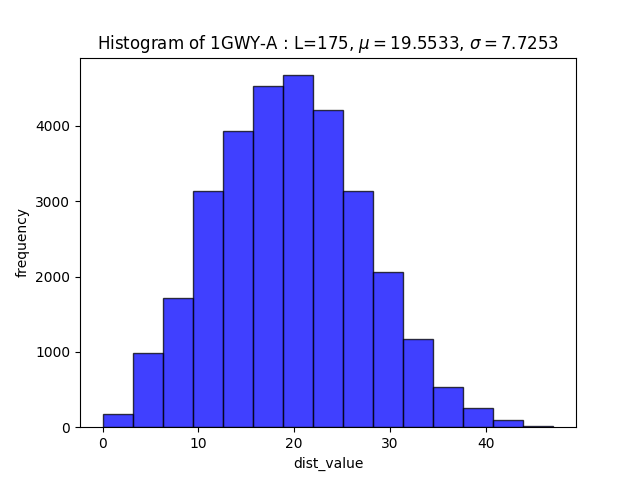 Histogram of 1GWY-A : L=175, μ = 19.5533, σ = 7.7253
4000
3000
2000
1000
0
frequency
0 10 20 30 40
dist_value